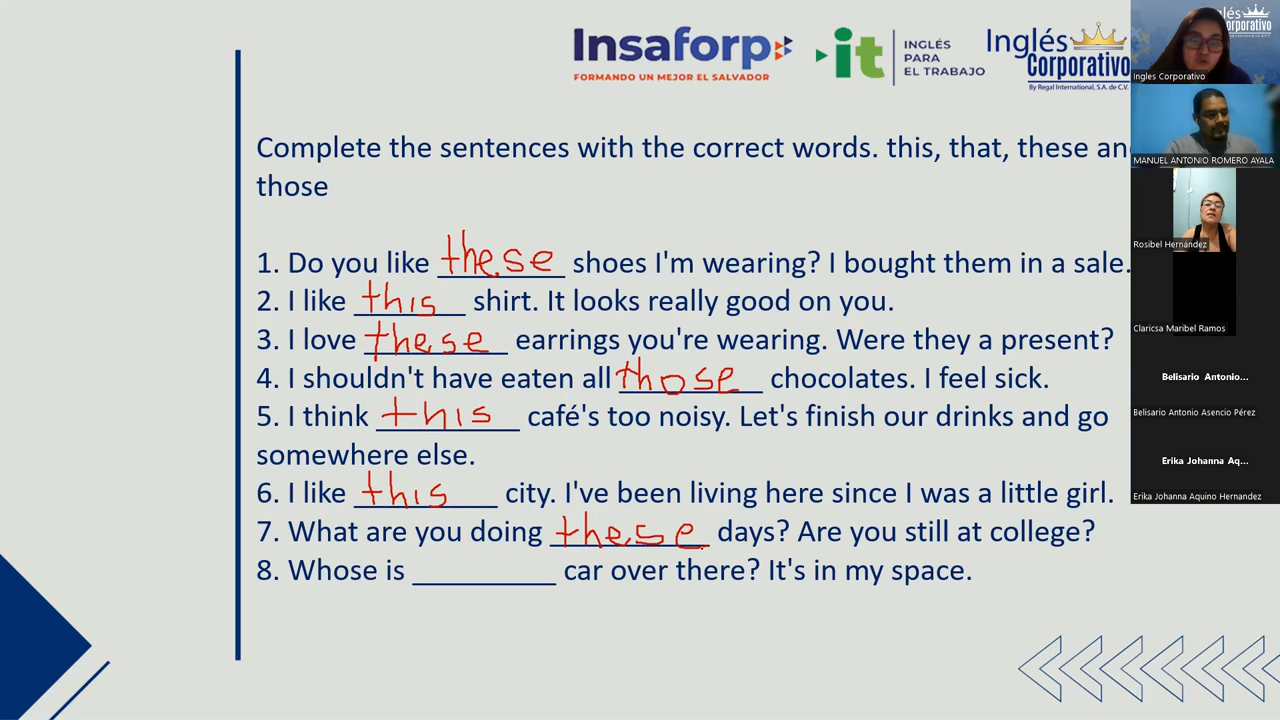 Insaforp
FORMANDO UN MEJOR EL SALVADOR
it
INGLÉS
PARA
EL TRABAJO
Inglés
Corporativo
By Regal International, S.A. de C.V.
Complete the sentences with the correct words. this, that, these an
those
1. Do you like these shoes I'm wearing? I bought them in a sale.
2. I like this shirt. It looks really good on you.
3. I love these earrings you're wearing. Were they a present?
4. I shouldn't have eaten all those chocolates. I feel sick.
5. I think this café's too noisy. Let's finish our drinks and go
somewhere else.
6. I like this city. I've been living here since I was a little girl.
7. What are you doing these days? Are you still at college?
8. Whose is _________ car over there? It's in my space.
Ingles Corporativo
MANUEL ANTONIO ROMERO AYALA
Rosibel Hernández
Claricsa Maribel Ramos
Belisario Antonio...
Belisario Antonio Asencio Pérez
Erika Johanna Aq...
Erika Johanna Aquino Hernandez